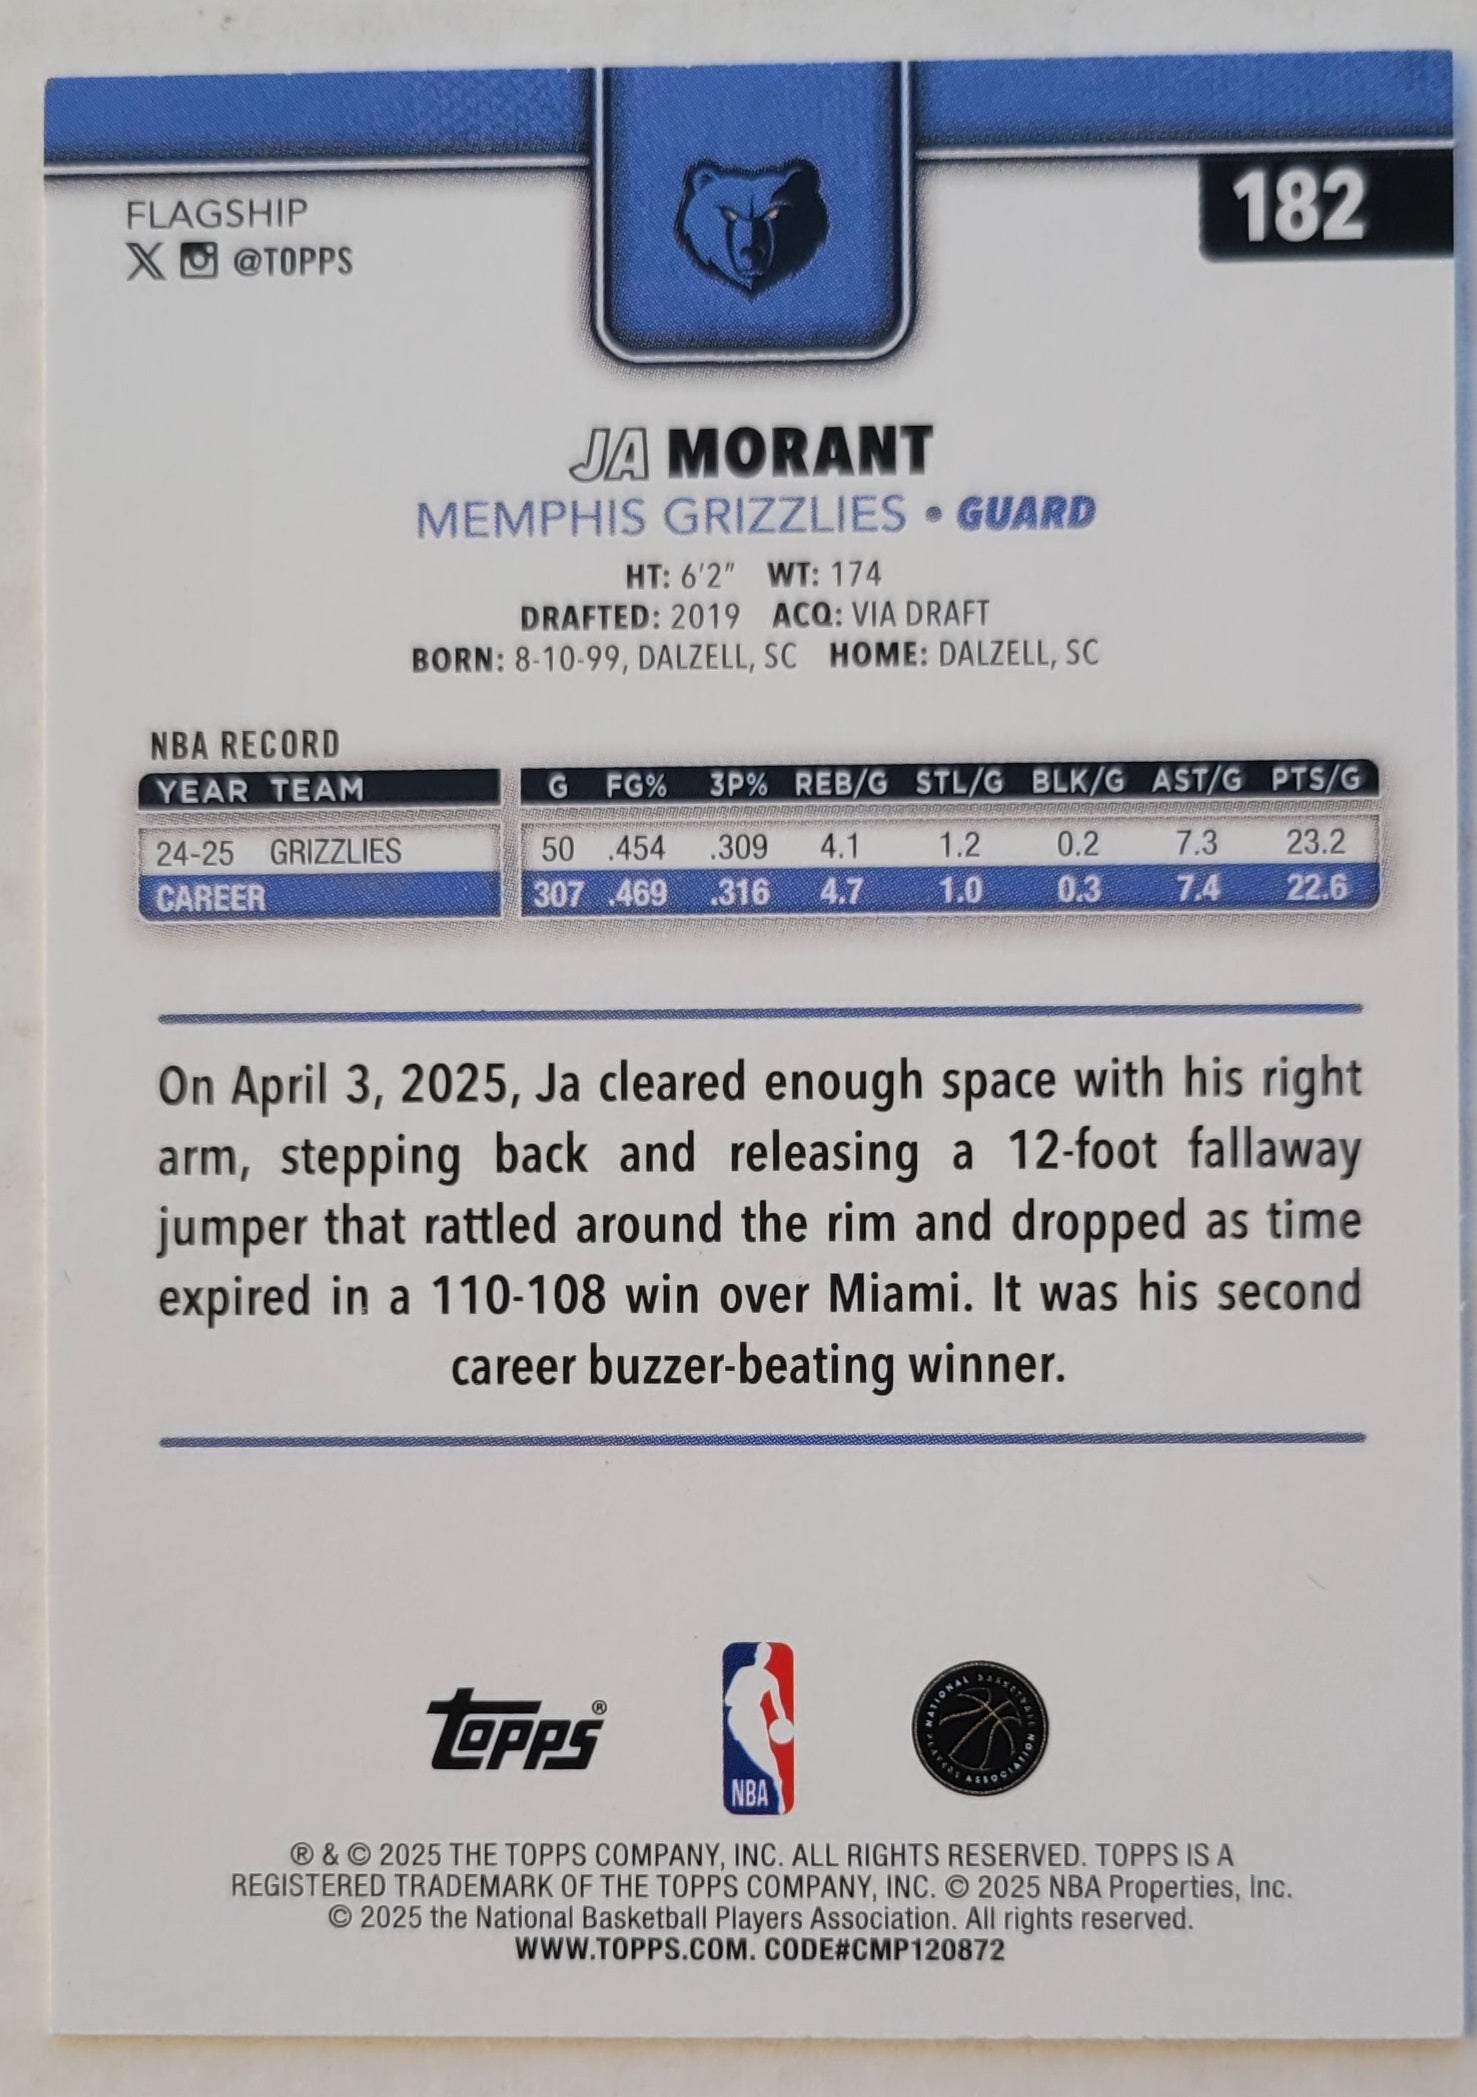 FLAGSHIP
182
X @TOPPS
JA MORANT
MEMPHIS GRIZZLIES • GUARD
HT: 6'2" WT: 174
DRAFTED: 2019 ACQ: VIA DRAFT
BORN: 8-10-99, DALZELL, SC HOME: DALZELL, SC
NBA RECORD
YEAR TEAM G FG% 3P% REB/G STL/G BLK/G AST/G PTS/G
24-25 GRIZZLIES 50 .454 .309 4.1 1.2 0.2 7.3 23.2
CAREER 307 .469 .316 4.7 1.0 0.3 7.4 22.6
On April 3, 2025, Ja cleared enough space with his right
arm, stepping back and releasing a 12-foot fallaway
jumper that rattled around the rim and dropped as time
expired in a 110-108 win over Miami. It was his second
career buzzer-beating winner.
Topps®
NBA
NATIONAL BASKETBALL PLAYERS ASSOCIATION
® & © 2025 THE TOPPS COMPANY, INC. ALL RIGHTS RESERVED. TOPPS IS A
REGISTERED TRADEMARK OF THE TOPPS COMPANY, INC. © 2025 NBA Properties, Inc.
© 2025 the National Basketball Players Association. All rights reserved.
WWW.TOPPS.COM. CODE#CMP120872